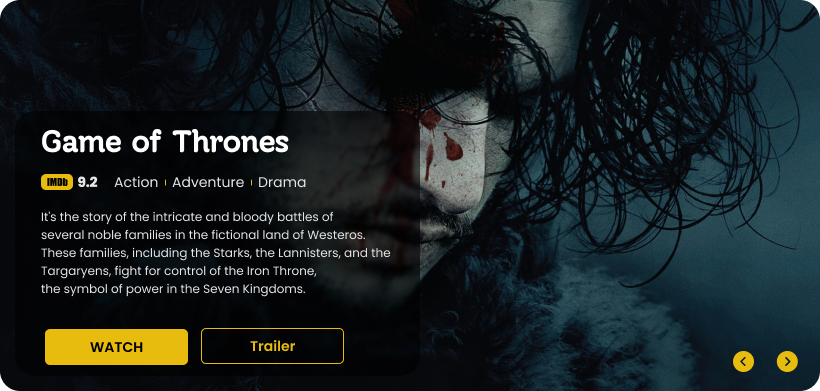 Game of Thrones
IMDb 9.2 Action Adventure Drama
It's the story of the intricate and bloody battles of
several noble families in the fictional land of Westeros.
These families, including the Starks, the Lannisters, and the
Targaryens, fight for control of the Iron Throne,
the symbol of power in the Seven Kingdoms.
WATCH Trailer